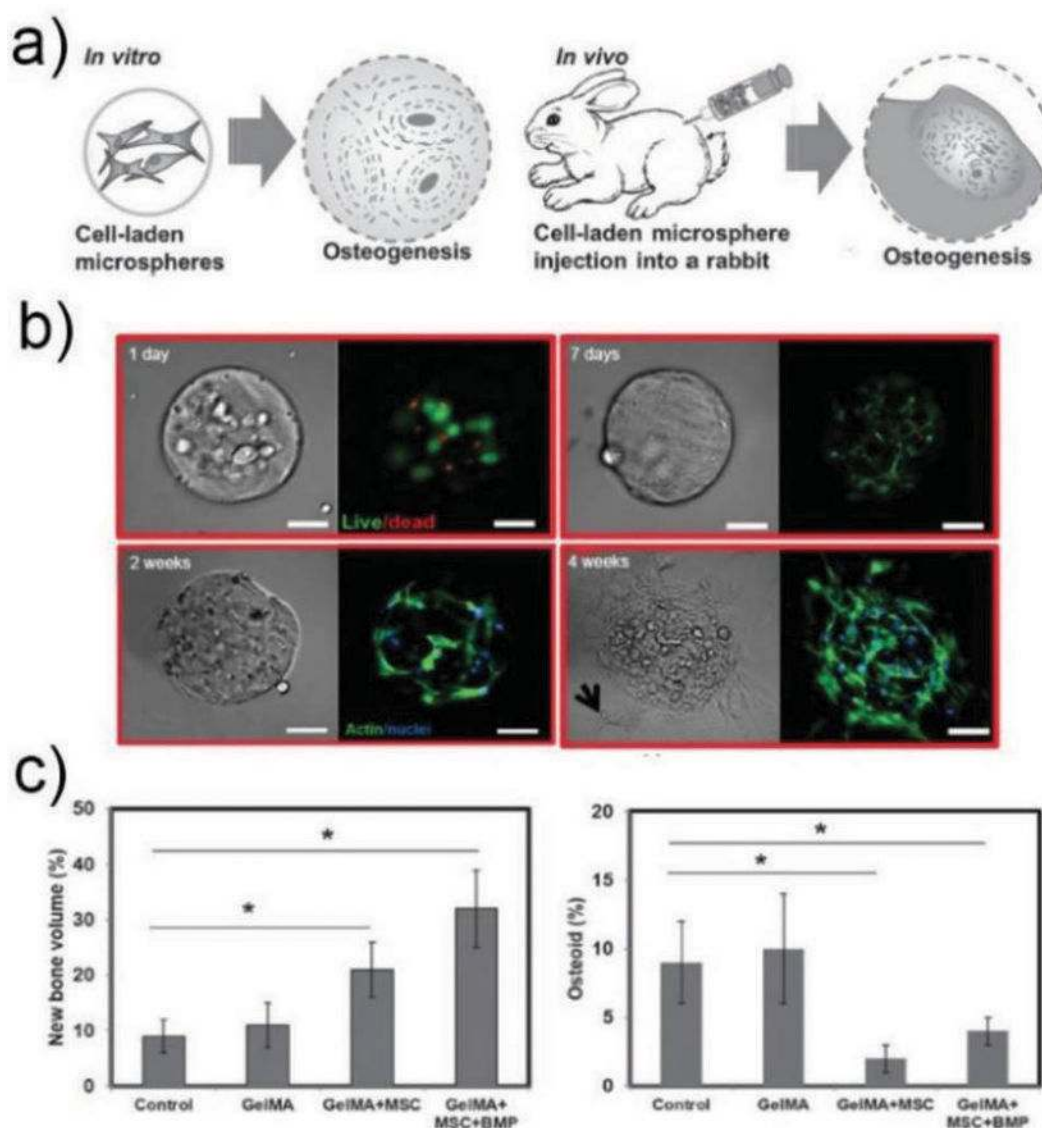 a)
In vitro
In vivo
Cell-laden
microspheres
Osteogenesis
Cell-laden microsphere
injection into a rabbit
Osteogenesis
b)
1 day
Live/dead
7 days
2 weeks
Actin/nuclei
4 weeks
c)
New bone volume (%)
50
40
30
20
10
0
*
*
Control
GelMA
GelMA+MSC
GelMA+
MSC+BMP
Osteoid (%)
20
15
10
5
0
*
*
Control
GelMA
GelMA+MSC
GelMA+
MSC+BMP